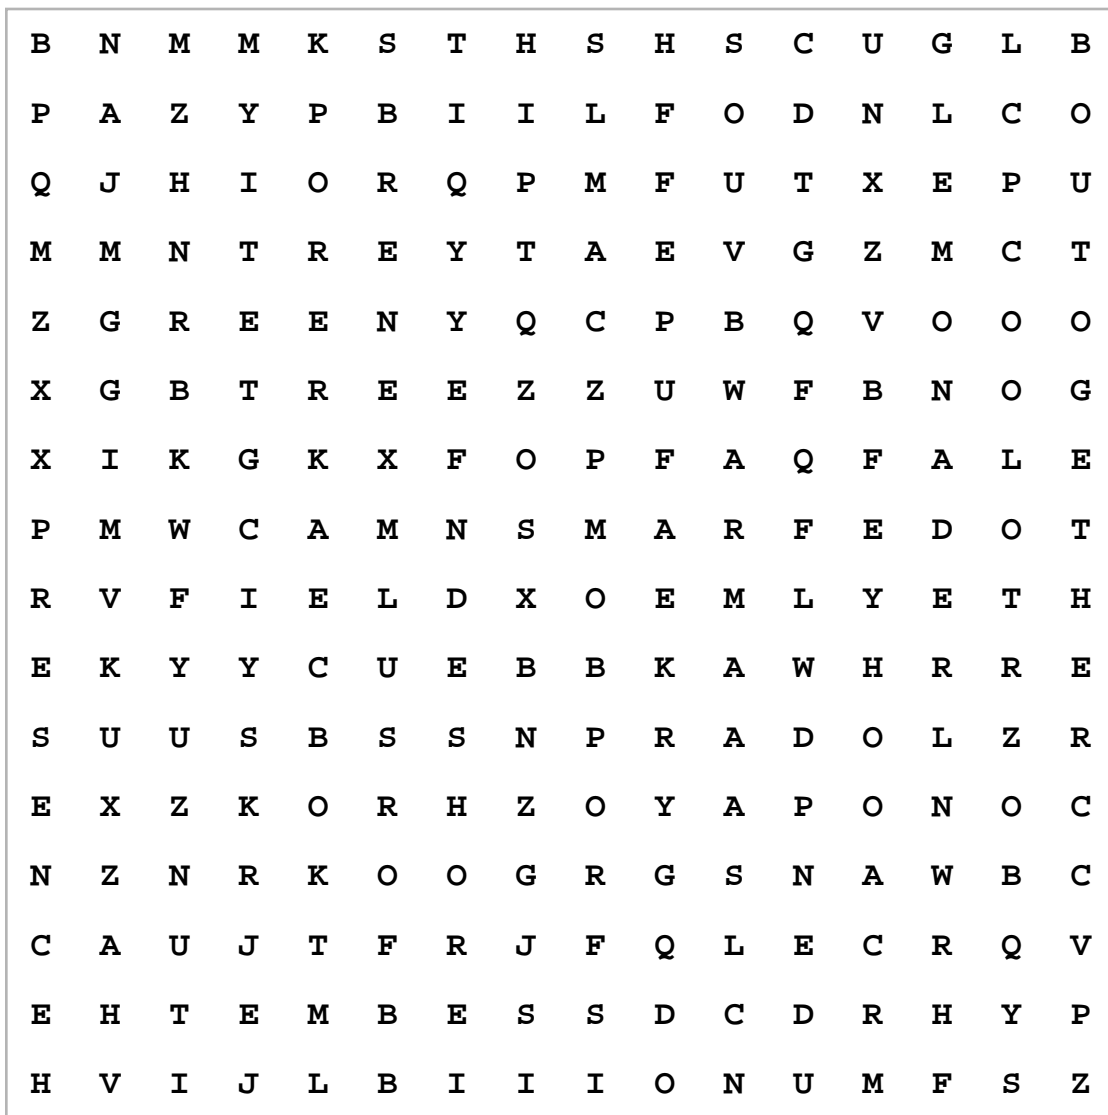 B N M M K S T H S H S C U G L B
P A Z Y P B I I L F O D N L C O
Q J H I O R Q P M F U T X E P U
M M N T R E Y T A E V G Z M C T
Z G R E E N Y Q C P B Q V O O O
X G B T R E E Z Z U W F B N O G
X I K G K X F O P F A Q F A L E
P M W C A M N S M A R F E D O T
R V F I E L D X O E M L Y E T H
E K Y Y C U E B B K A W H R R E
S U U S B S S N P R A D O L Z R
E X Z K O R H Z O Y A P O N O C
N Z N R K O O G R G S N A W B C
C A U J T F R J F Q L E C R Q V
E H T E M B E S S D C D R H Y P
H V I J L B I I I O N U M F S Z